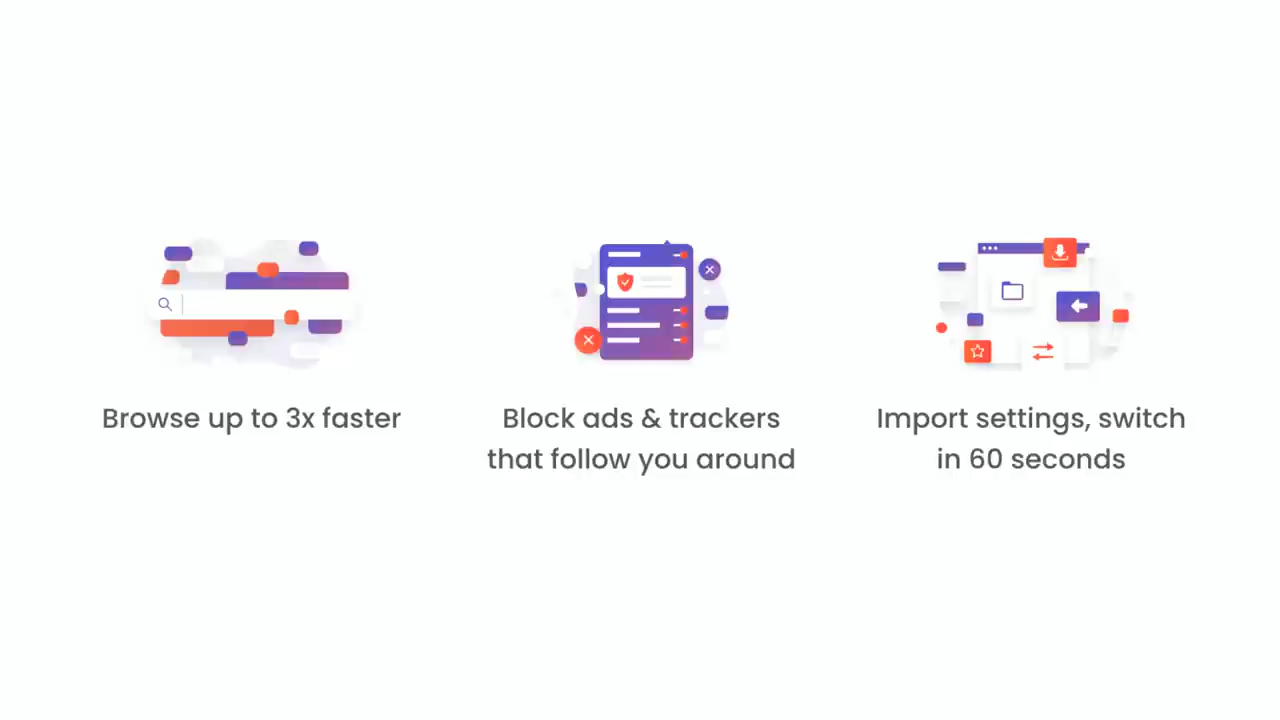 Browse up to 3x faster
Block ads & trackers
that follow you around
Import settings, switch
in 60 seconds